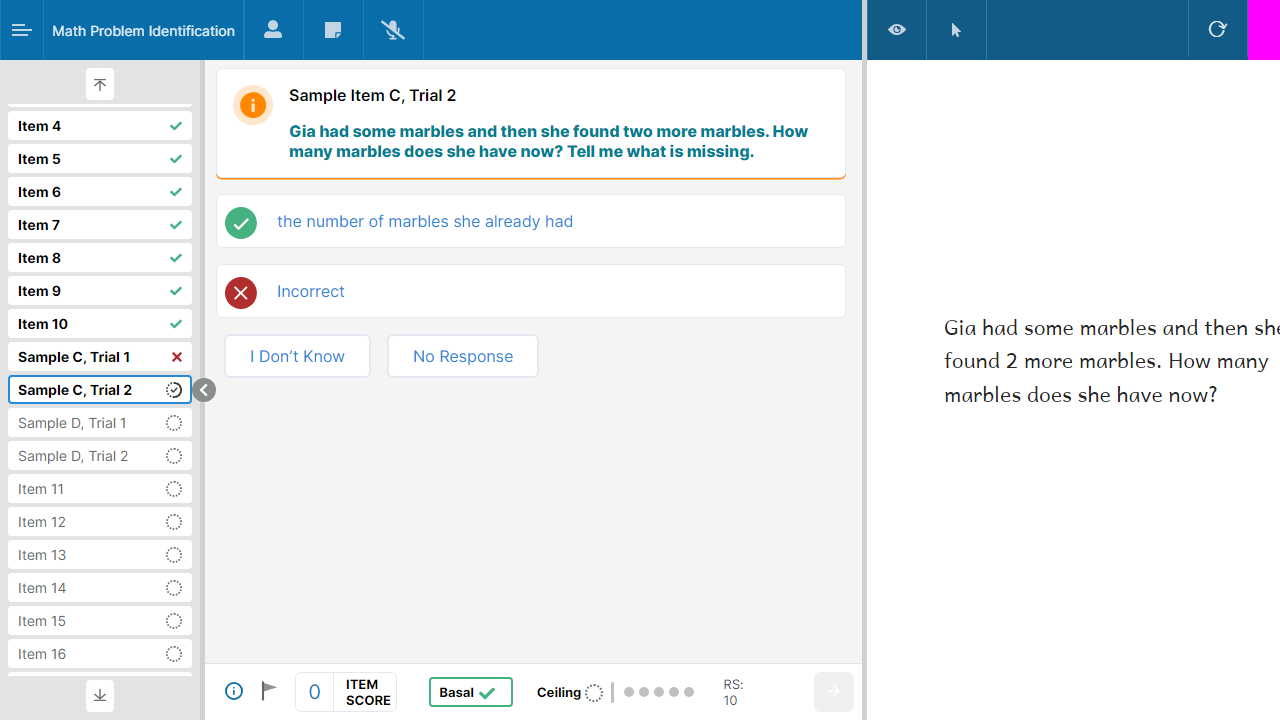 Math Problem Identification
Item 4
Item 5
Item 6
Item 7
Item 8
Item 9
Item 10
Sample C, Trial 1
Sample C, Trial 2
Sample D, Trial 1
Sample D, Trial 2
Item 11
Item 12
Item 13
Item 14
Item 15
Item 16
Sample Item C, Trial 2
Gia had some marbles and then she found two more marbles. How
many marbles does she have now? Tell me what is missing.
the number of marbles she already had
Incorrect
I Don’t Know
No Response
0
ITEM
SCORE
Basal
Ceiling
RS:
10
Gia had some marbles and then she
found 2 more marbles. How many
marbles does she have now?